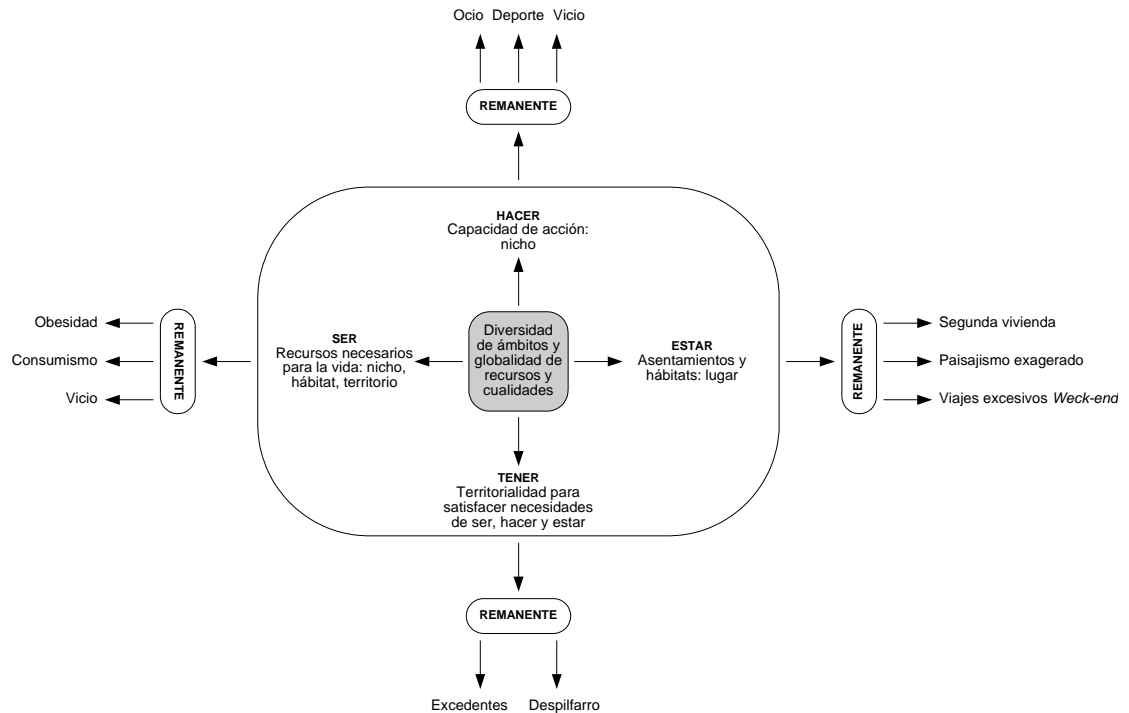 Ocio Deporte Vicio
REMANENTE
HACER
Capacidad de acción:
nicho
Obesidad
Consumismo
Vicio
REMANENTE
SER
Recursos necesarios
para la vida: nicho,
hábitat, territorio
Diversidad
de ámbitos y
globalidad de
recursos y
cualidades
ESTAR
Asentamientos y
hábitats: lugar
REMANENTE
Segunda vivienda
Paisajismo exagerado
Viajes excesivos Weck-end
TENER
Territorialidad para
satisfacer necesidades
de ser, hacer y estar
REMANENTE
Excedentes Despilfarro